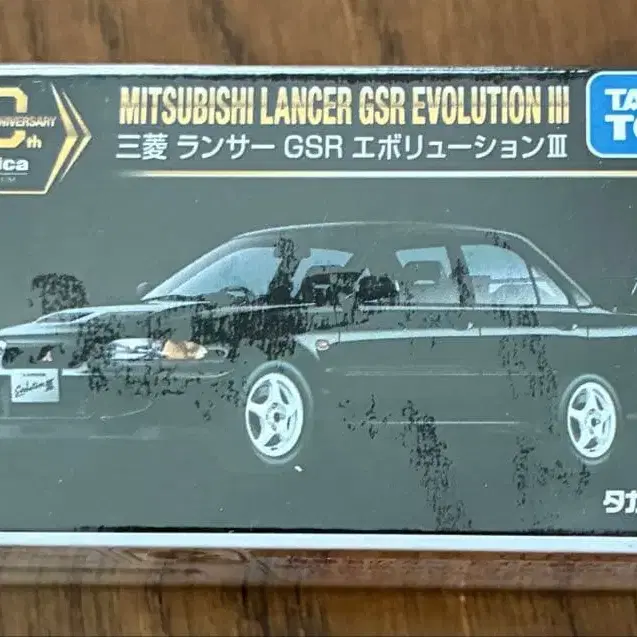 NNIVERSARY
th
ica
MITSUBISHI LANCER GSR EVOLUTION III
三菱 ランサー GSR エボリューションⅢ
TA
TO
Evolution III
タカ